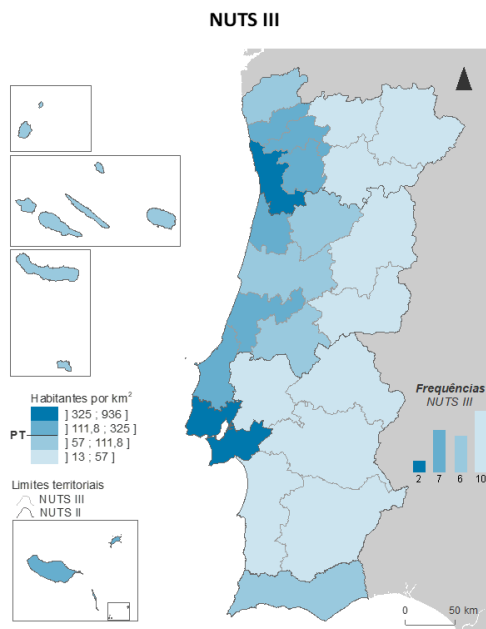 NUTS III
Habitantes por km²
] 325 ; 936 ]
] 111,8 ; 325 ]
PT
] 57 ; 111,8 ]
] 13 ; 57 ]
Limites territoriais
NUTS III
NUTS II
Frequências
NUTS III
2 7 6 10
0 50 km